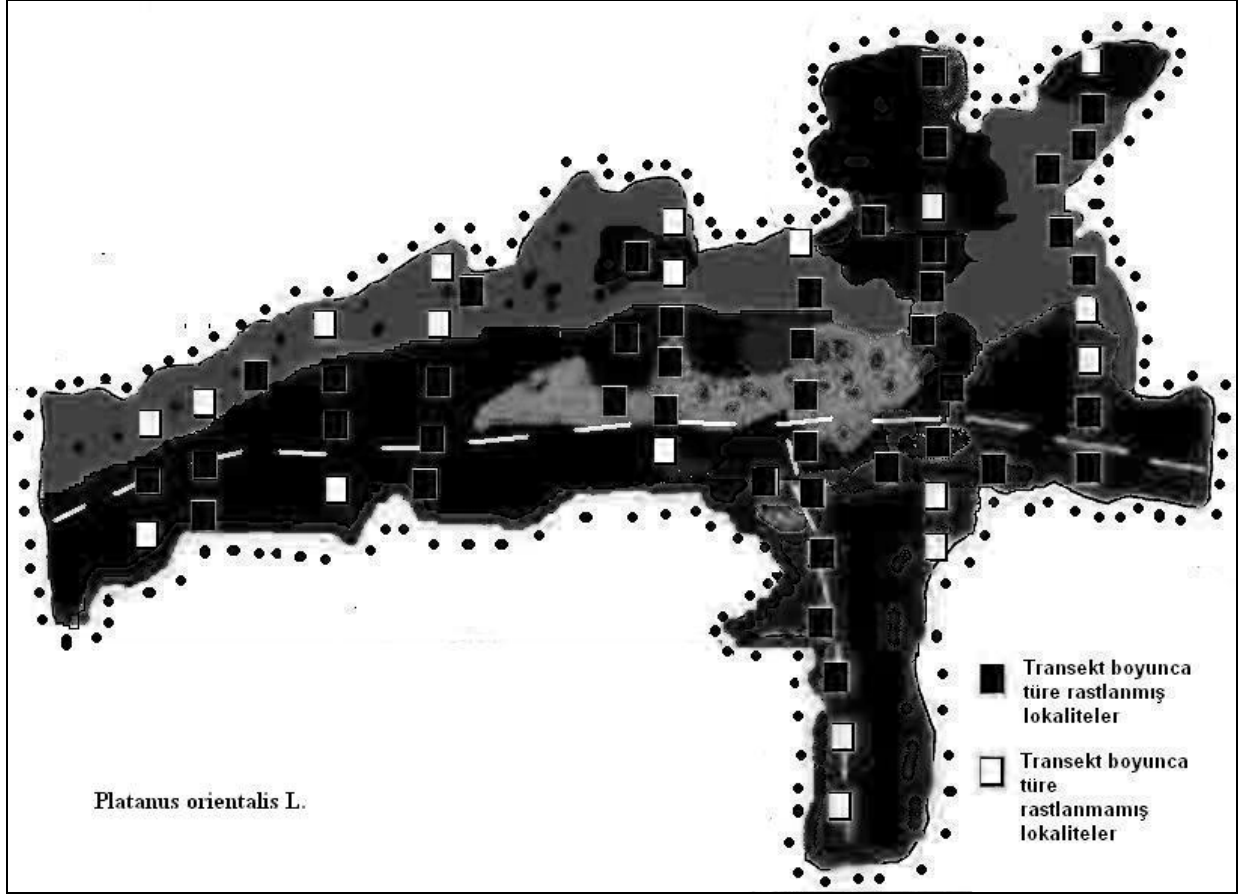 Transekt boyunca
türe rastlanmış
lokaliteler
Transekt boyunca
türe
rastlanmamış
lokaliteler
Platanus orientalis L.